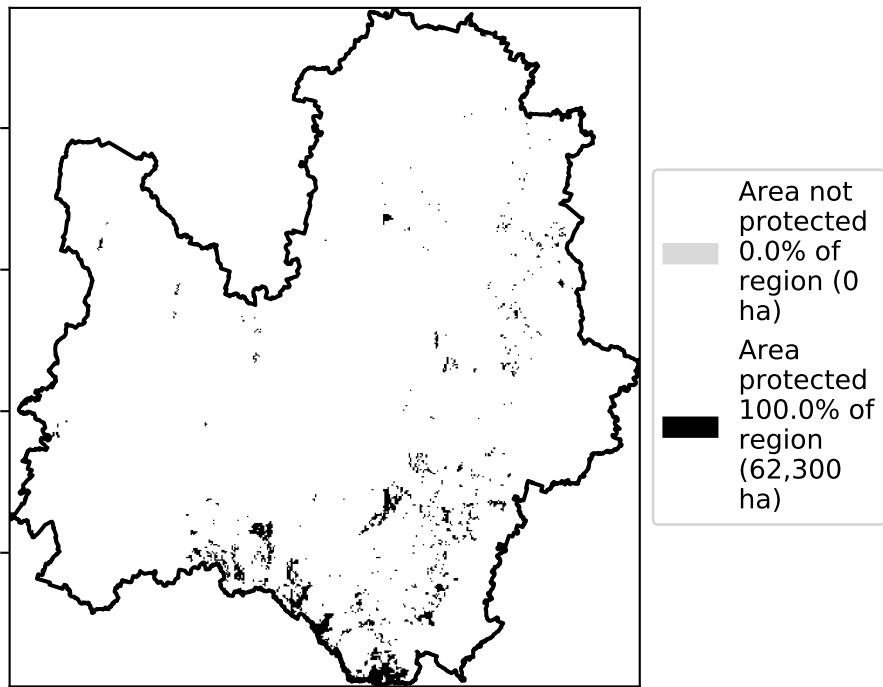 Area not
protected
0.0% of
region (0
ha)
Area
protected
100.0% of
region
(62,300
ha)